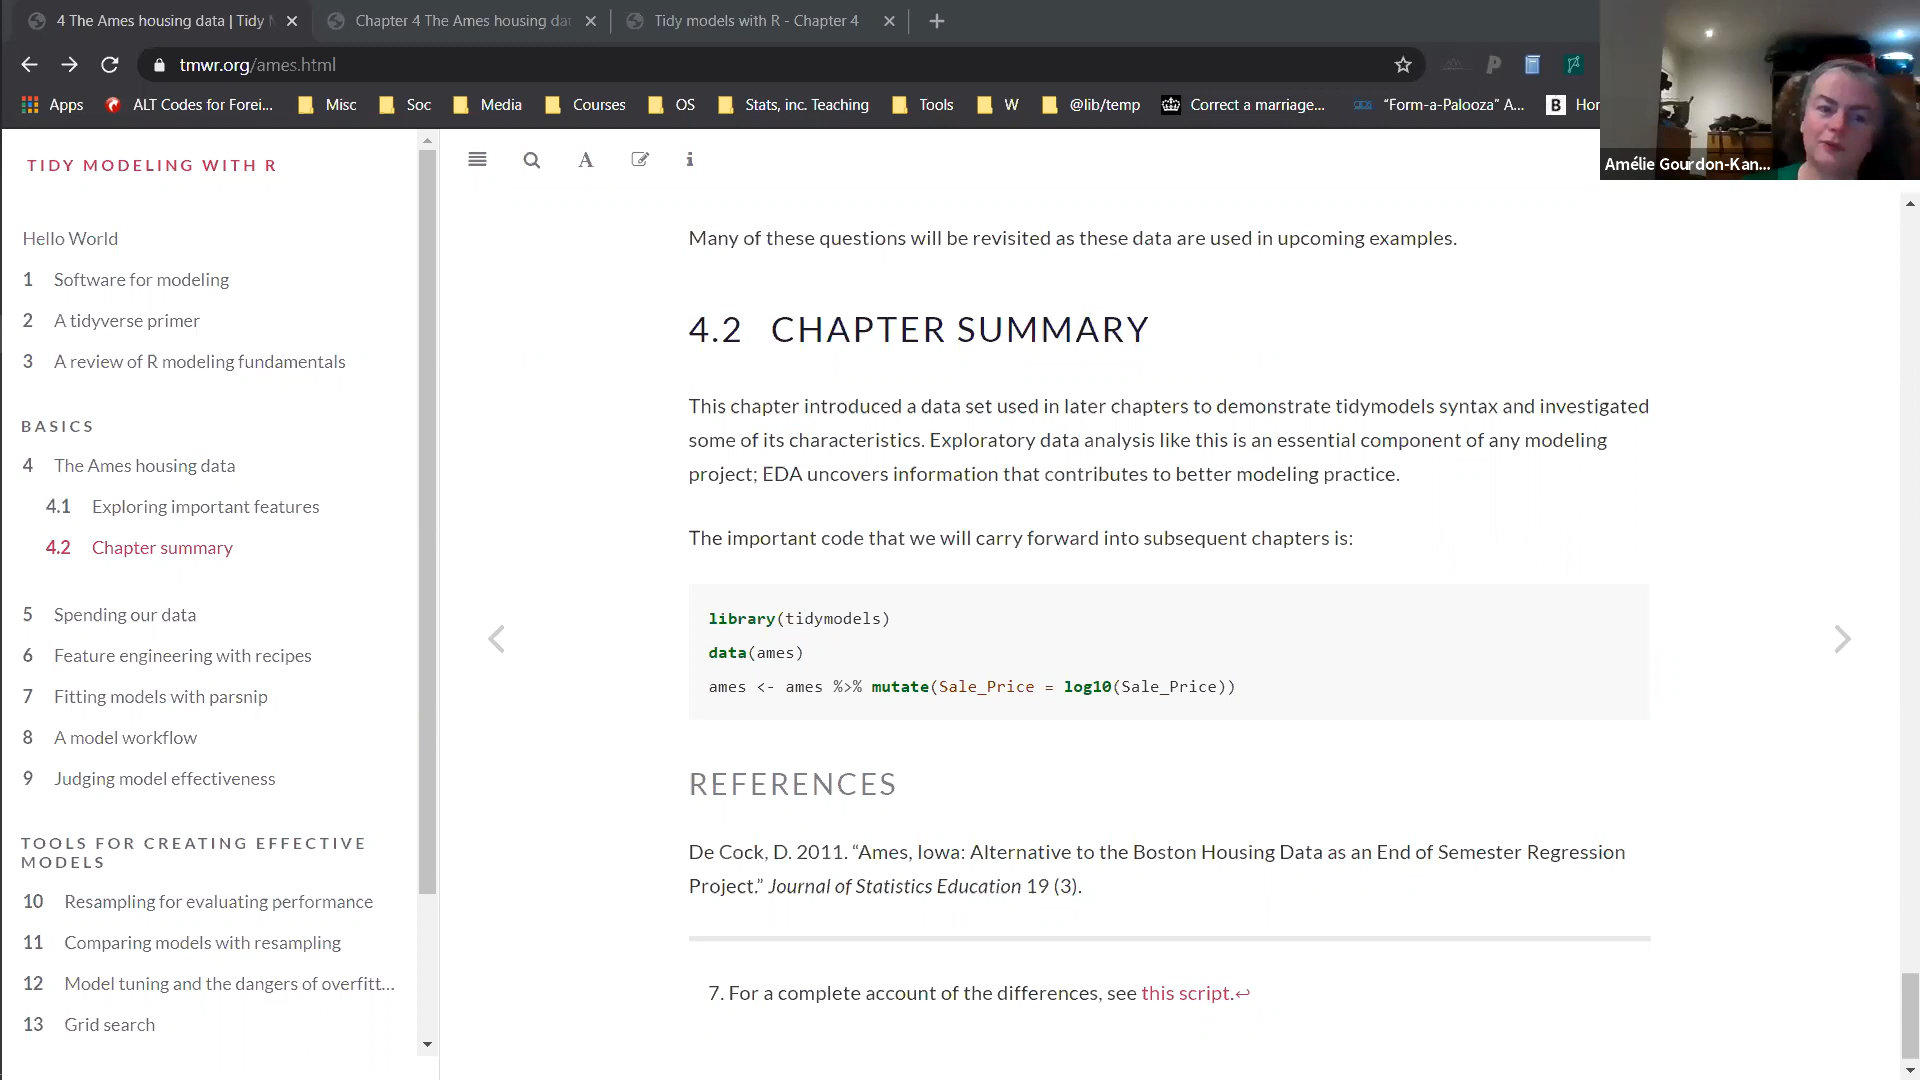 4 The Ames housing data | Tidy M
Chapter 4 The Ames housing dat
Tidy models with R - Chapter 4
tmwr.org/ames.html
Apps
ALT Codes for Forei...
Misc
Soc
Media
Courses
OS
Stats, inc. Teaching
Tools
W
@lib/temp
Correct a marriage...
"Form-a-Palooza" A...
B Hor
Amélie Gourdon-Kan...
TIDY MODELING WITH R
Hello World
1 Software for modeling
2 A tidyverse primer
3 A review of R modeling fundamentals
BASICS
4 The Ames housing data
4.1 Exploring important features
4.2 Chapter summary
5 Spending our data
6 Feature engineering with recipes
7 Fitting models with parsnip
8 A model workflow
9 Judging model effectiveness
TOOLS FOR CREATING EFFECTIVE
MODELS
10 Resampling for evaluating performance
11 Comparing models with resampling
12 Model tuning and the dangers of overfitt...
13 Grid search
Many of these questions will be revisited as these data are used in upcoming examples.
4.2 CHAPTER SUMMARY
This chapter introduced a data set used in later chapters to demonstrate tidymodels syntax and investigated
some of its characteristics. Exploratory data analysis like this is an essential component of any modeling
project; EDA uncovers information that contributes to better modeling practice.
The important code that we will carry forward into subsequent chapters is:
library(tidymodels)
data(ames)
ames <- ames %>% mutate(Sale_Price = log10(Sale_Price))
REFERENCES
De Cock, D. 2011. “Ames, Iowa: Alternative to the Boston Housing Data as an End of Semester Regression
Project.” Journal of Statistics Education 19 (3).
7. For a complete account of the differences, see this script.↩